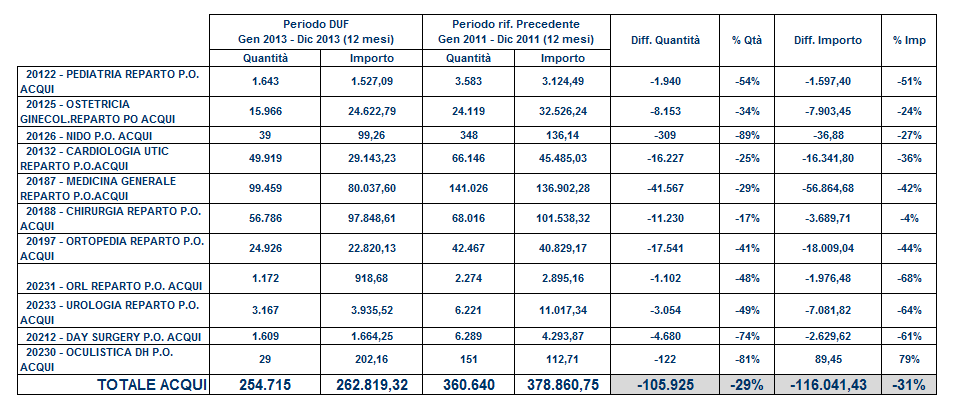 Periodo DUF
Gen 2013 - Dic 2013 (12 mesi)
Periodo rif. Precedente
Gen 2011 - Dic 2011 (12 mesi)
Diff. Quantità
% Qtà
Diff. Importo
% Imp
Quantità Importo Quantità Importo
20122 - PEDIATRIA REPARTO P.O.
ACQUI
1.643 1.527,09 3.583 3.124,49 -1.940 -54% -1.597,40 -51%
20125 - OSTETRICIA
GINECOL.REPARTO PO ACQUI
15.966 24.622,79 24.119 32.526,24 -8.153 -34% -7.903,45 -24%
20126 - NIDO P.O. ACQUI 39 99,26 348 136,14 -309 -89% -36,88 -27%
20132 - CARDIOLOGIA UTIC
REPARTO P.O.ACQUI
49.919 29.143,23 66.146 45.485,03 -16.227 -25% -16.341,80 -36%
20187 - MEDICINA GENERALE
REPARTO P.O.ACQUI
99.459 80.037,60 141.026 136.902,28 -41.567 -29% -56.864,68 -42%
20188 - CHIRURGIA REPARTO P.O.
ACQUI
56.786 97.848,61 68.016 101.538,32 -11.230 -17% -3.689,71 -4%
20197 - ORTOPEDIA REPARTO P.O.
ACQUI
24.926 22.820,13 42.467 40.829,17 -17.541 -41% -18.009,04 -44%
20231 - ORL REPARTO P.O. ACQUI 1.172 918,68 2.274 2.895,16 -1.102 -48% -1.976,48 -68%
20233 - UROLOGIA REPARTO P.O.
ACQUI
3.167 3.935,52 6.221 11.017,34 -3.054 -49% -7.081,82 -64%
20212 - DAY SURGERY P.O. ACQUI 1.609 1.664,25 6.289 4.293,87 -4.680 -74% -2.629,62 -61%
20230 - OCULISTICA DH P.O.
ACQUI
29 202,16 151 112,71 -122 -81% 89,45 79%
TOTALE ACQUI 254.715 262.819,32 360.640 378.860,75 -105.925 -29% -116.041,43 -31%